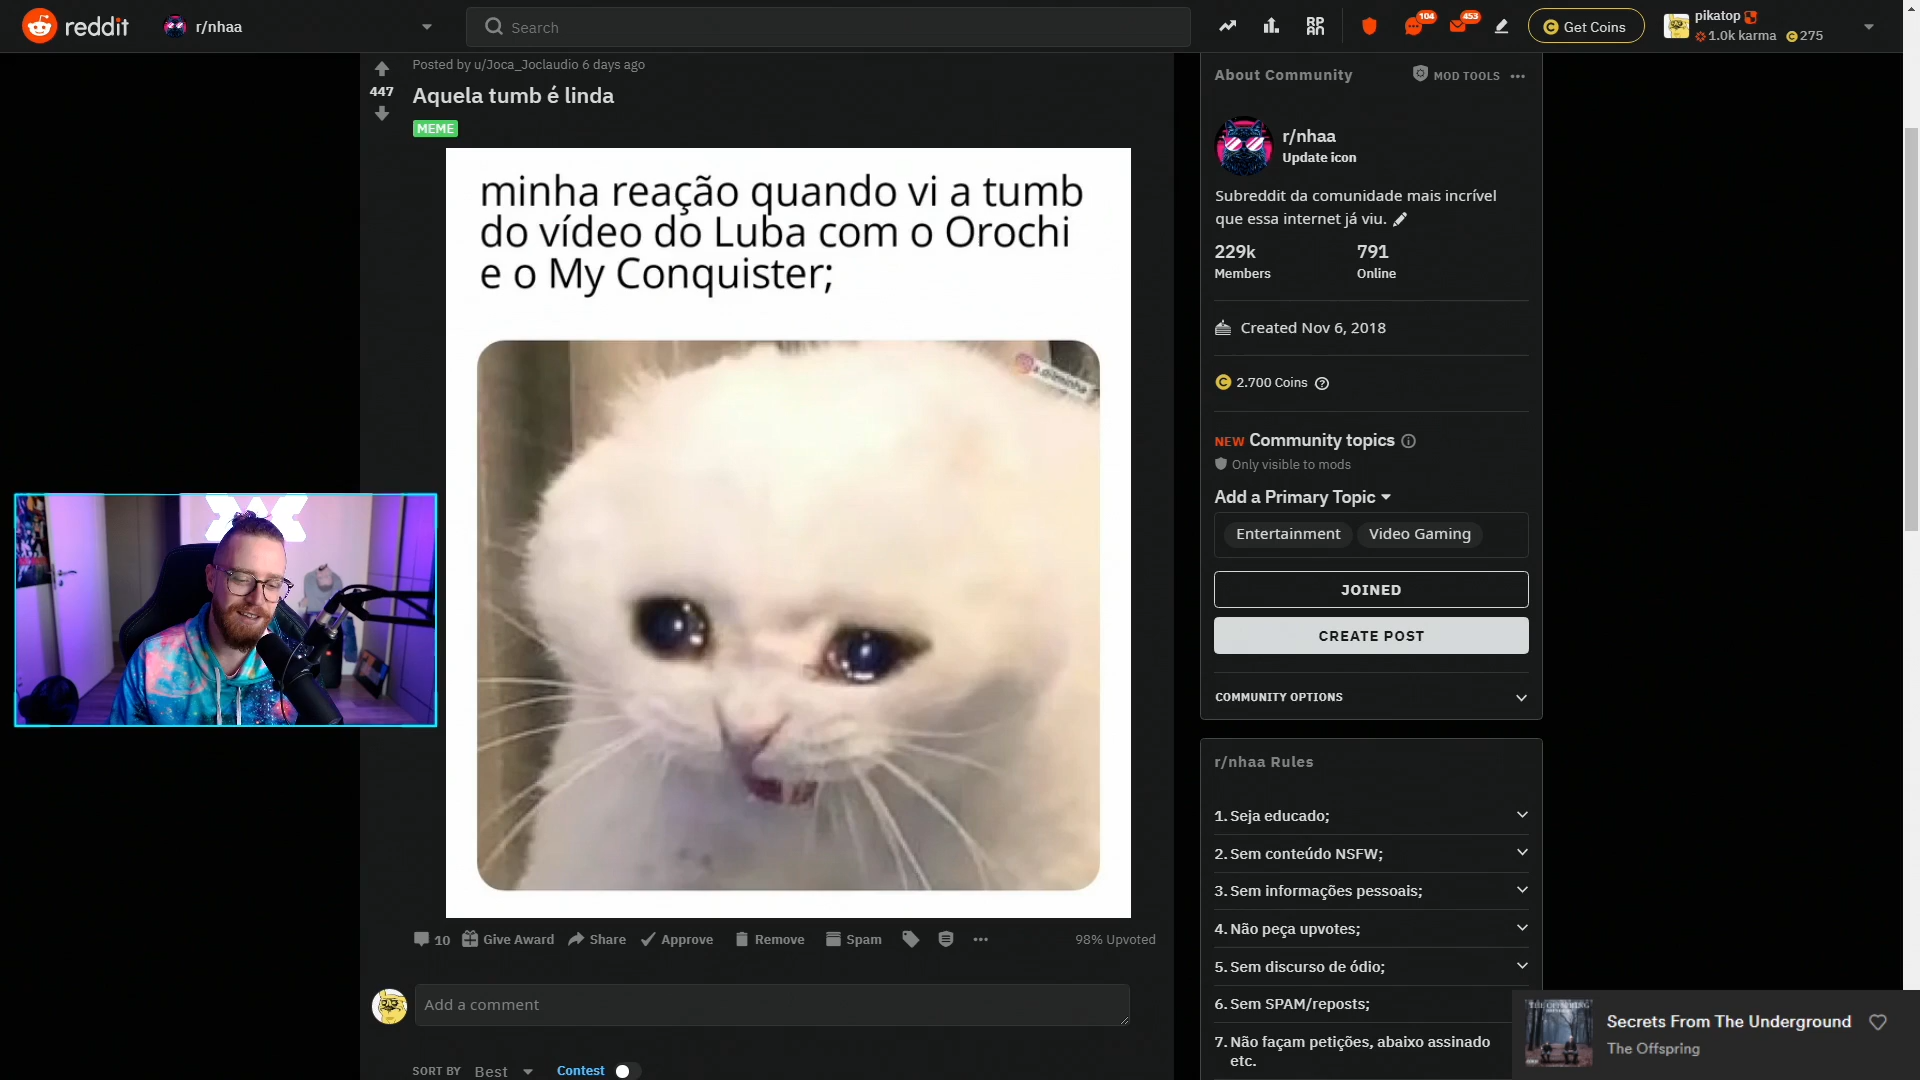 reddit
r/nhaa
Search
RPAN
104
453
Get Coins
pikatop
1.0k karma
275
Posted by u/Joca_Joclaudio 6 days ago
447
Aquela tumb é linda
MEME
minha reação quando vi a tumb
do vídeo do Luba com o Orochi
e o My Conquister;
10
Give Award
Share
Approve
Remove
Spam
98% Upvoted
Add a comment
SORT BY Best
Contest
About Community
MOD TOOLS
r/nhaa
Update icon
Subreddit da comunidade mais incrível
que essa internet já viu.
229k
791
Members
Online
Created Nov 6, 2018
2.700 Coins
NEW Community topics
Only visible to mods
Add a Primary Topic
Entertainment
Video Gaming
JOINED
CREATE POST
COMMUNITY OPTIONS
r/nhaa Rules
1. Seja educado;
2. Sem conteúdo NSFW;
3. Sem informações pessoais;
4. Não peça upvotes;
5. Sem discurso de ódio;
6. Sem SPAM/reposts;
7. Não façam petições, abaixo assinado
etc.
THE OFFSPRING
Secrets From The Underground
The Offspring